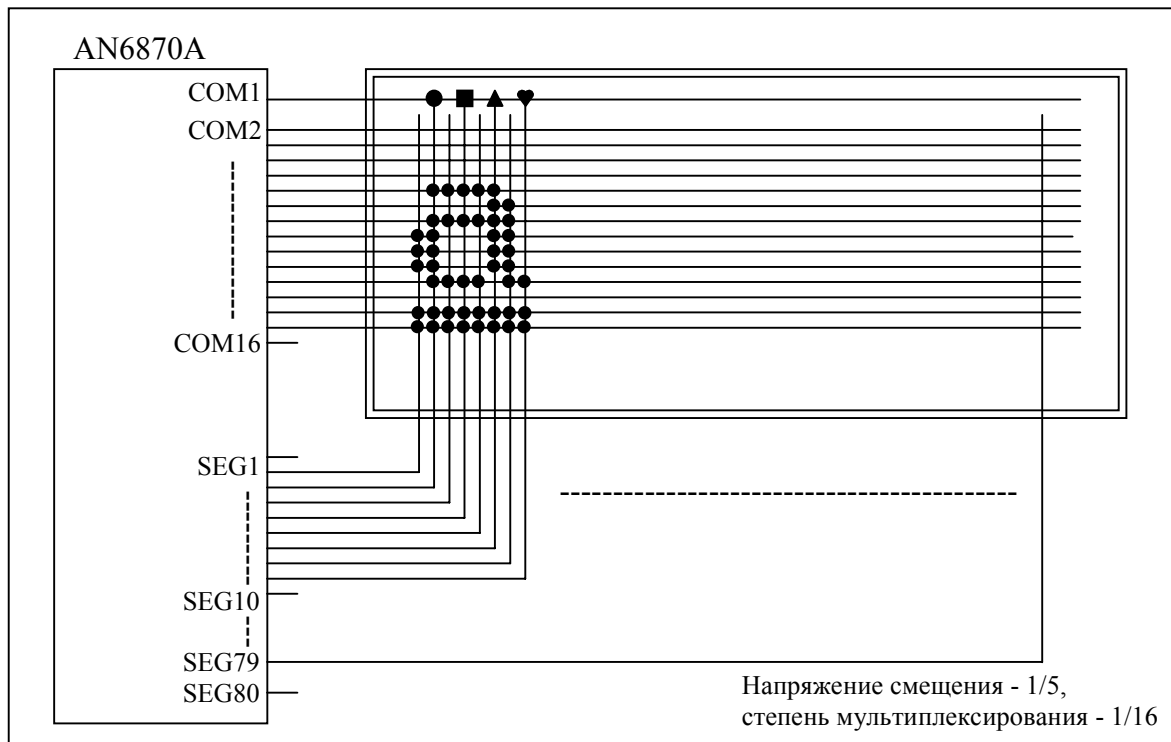 AN6870A
COM1
COM2
COM16
SEG1
SEG10
SEG79
SEG80
Напряжение смещения - 1/5,
степень мультиплексирования - 1/16